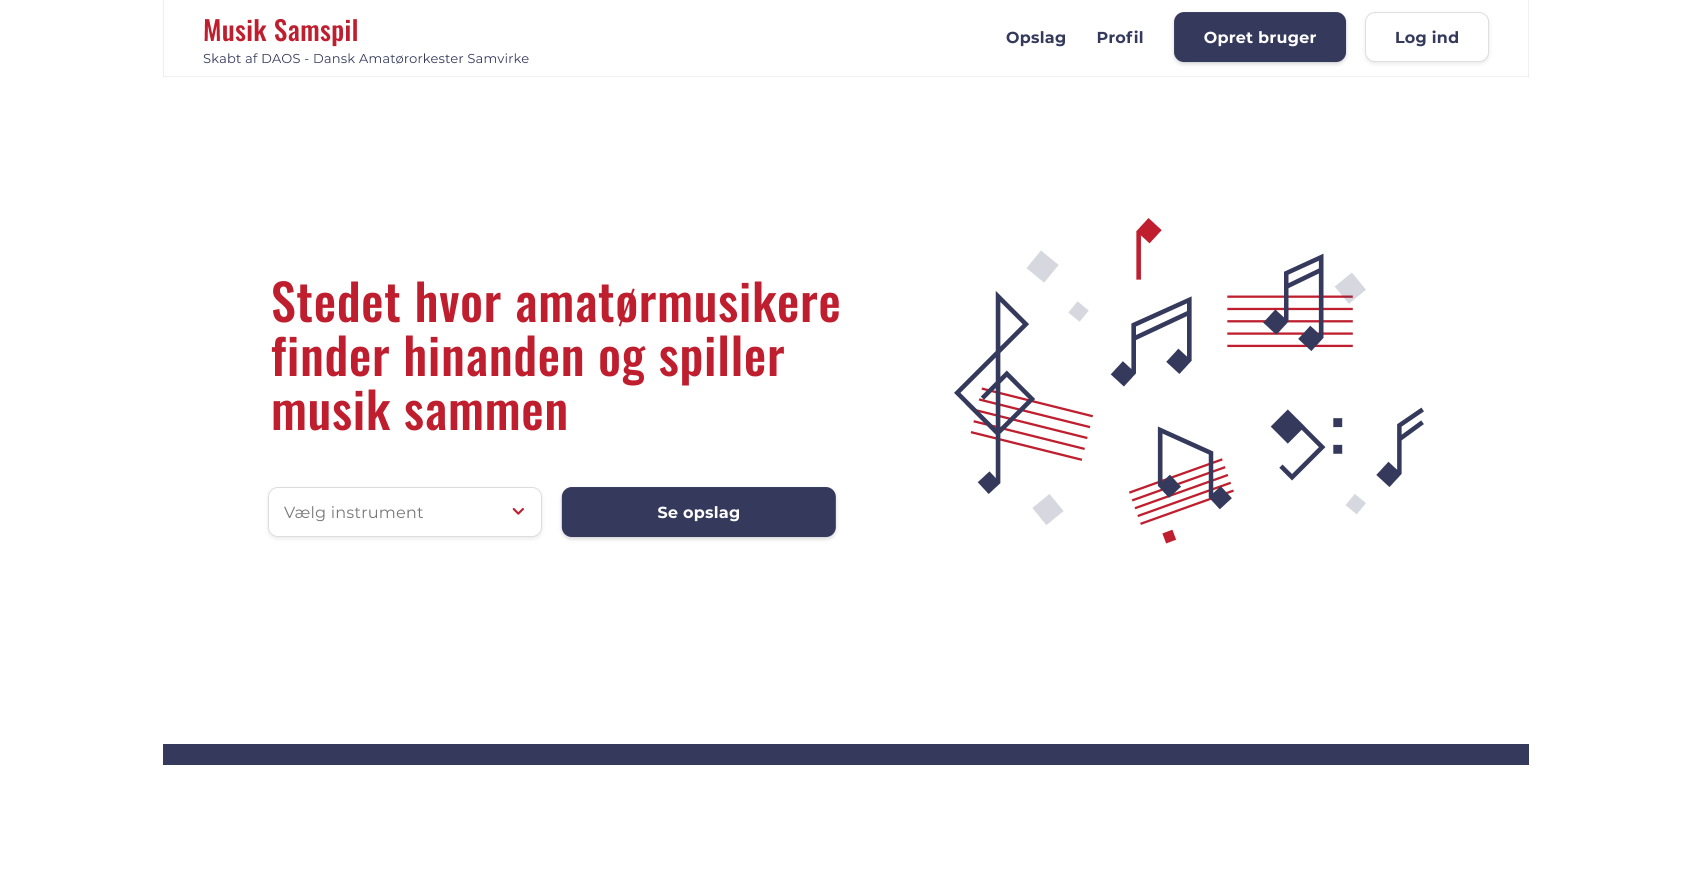 Musik Samspil
Skabt af DAOS - Dansk Amatørorkester Samvirke
Opslag
Profil
Opret bruger
Log ind
Stedet hvor amatørmusikere
finder hinanden og spiller
musik sammen
Vælg instrument
Se opslag